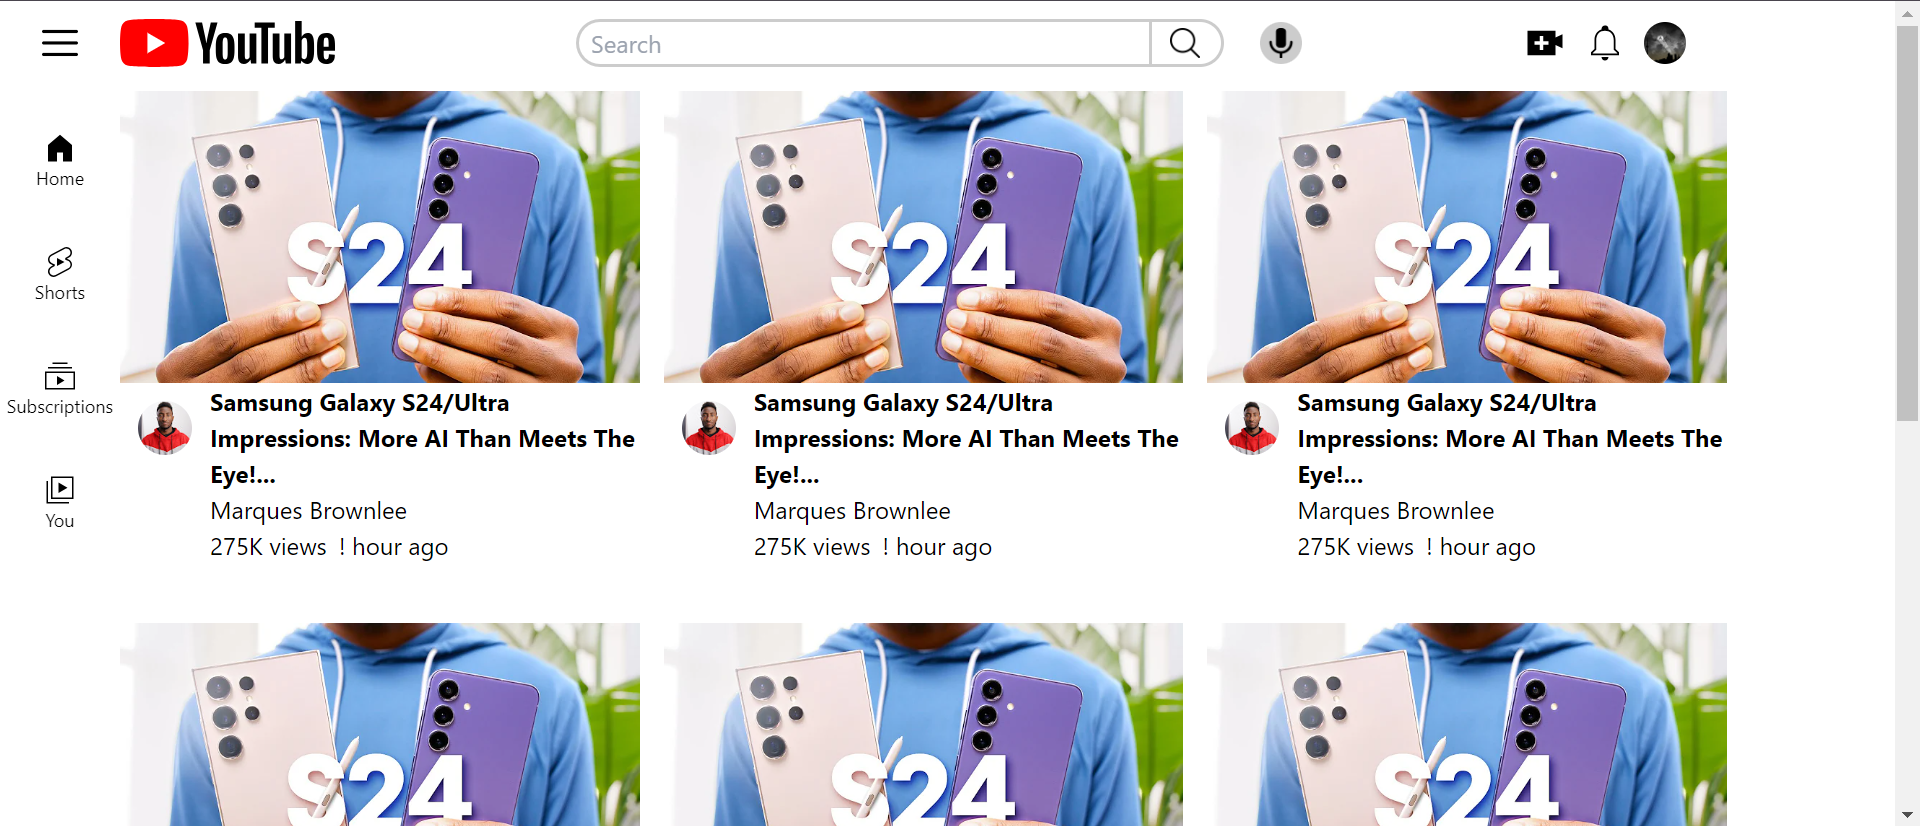 YouTube
Search
Home
Shorts
Subscriptions
You
S24
Samsung Galaxy S24/Ultra
Impressions: More AI Than Meets The
Eye!...
Marques Brownlee
275K views ! hour ago
S24
Samsung Galaxy S24/Ultra
Impressions: More AI Than Meets The
Eye!...
Marques Brownlee
275K views ! hour ago
S24
Samsung Galaxy S24/Ultra
Impressions: More AI Than Meets The
Eye!...
Marques Brownlee
275K views ! hour ago
S24
S24
S24